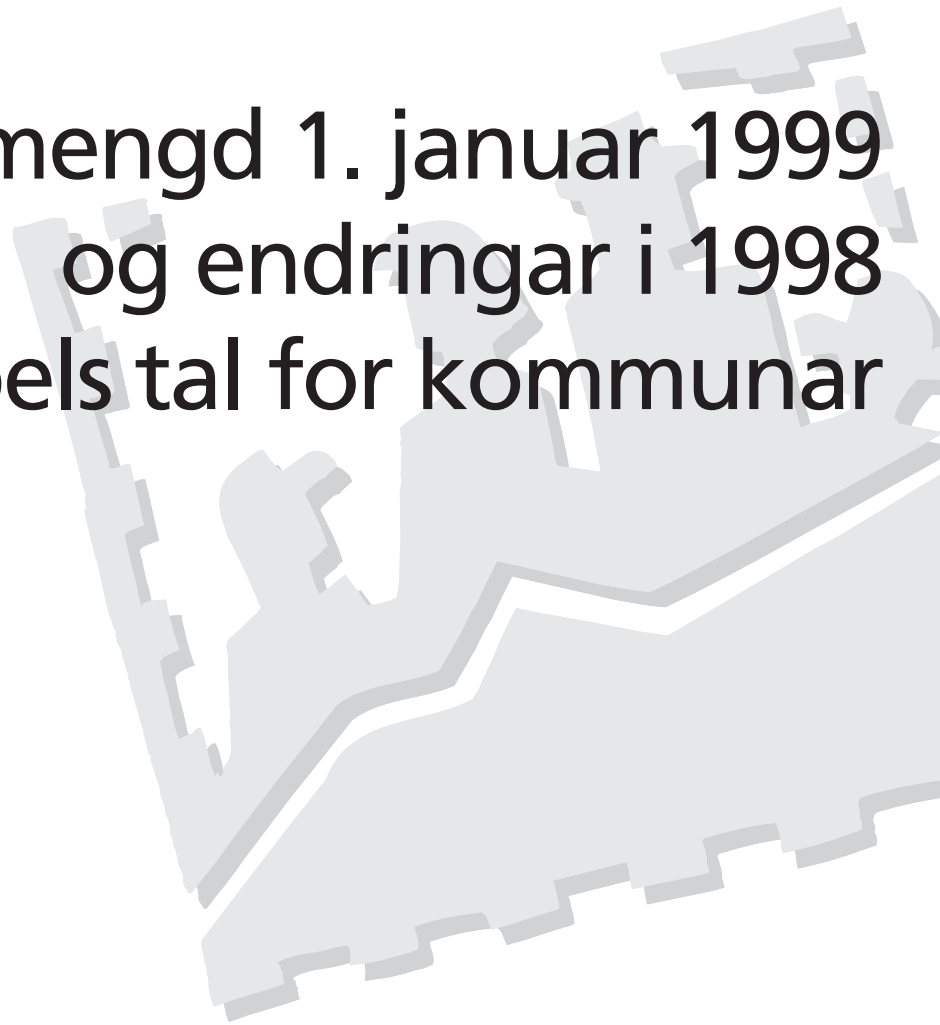 mengd 1. januar 1999
og endringar i 1998
els tal for kommunar